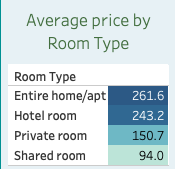 Average price by
Room Type
Room Type
Entire home/apt 261.6
Hotel room 243.2
Private room 150.7
Shared room 94.0